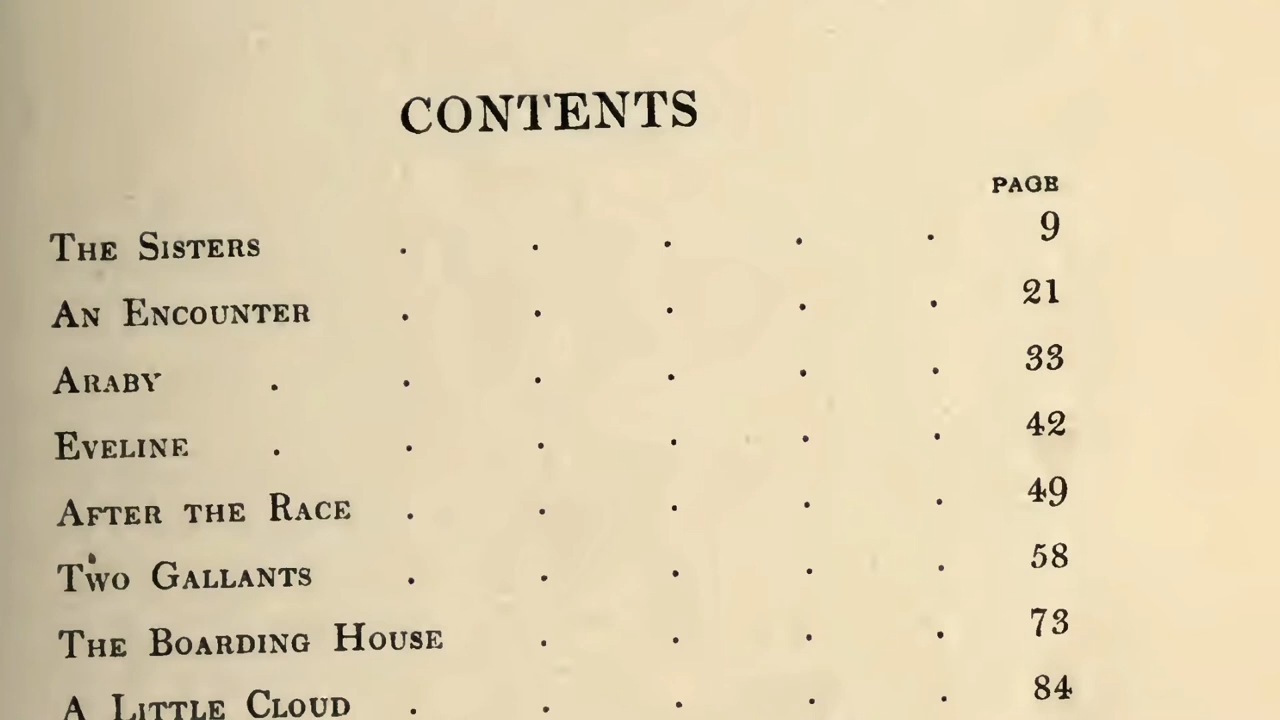 CONTENTS
PAGE
The Sisters . . . . . 9
An Encounter . . . . . 21
Araby . . . . . . 33
Eveline . . . . . . 42
After the Race . . . . . 49
Two Gallants . . . . . 58
The Boarding House . . . . 73
A Little Cloud . . . . . 84